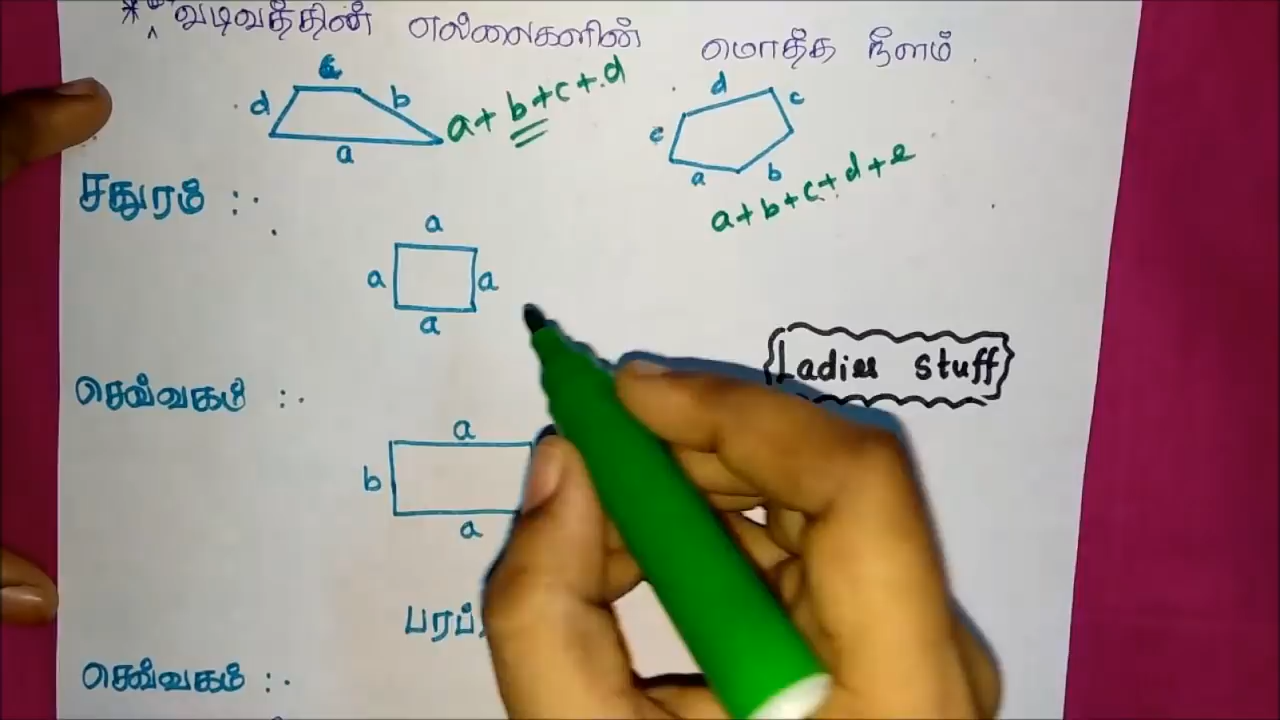 * வடிவத்தின் எல்லைகளின் மொத்த நீளம் .
c
d b a+b+c+d
a
d
c
e
a b
a+b+c+d+e
சதுரம் :-
a
a a
a
Ladies stuff
செவ்வகம் :-
a
b
a
செவ்வகம் :-